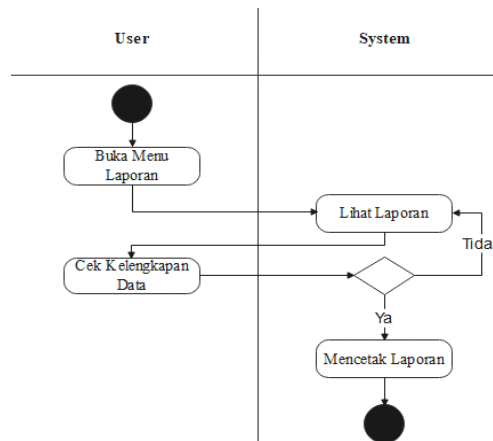 User
System
Buka Menu
Laporan
Lihat Laporan
Tida
Cek Kelengkapan
Data
Ya
Mencetak Laporan